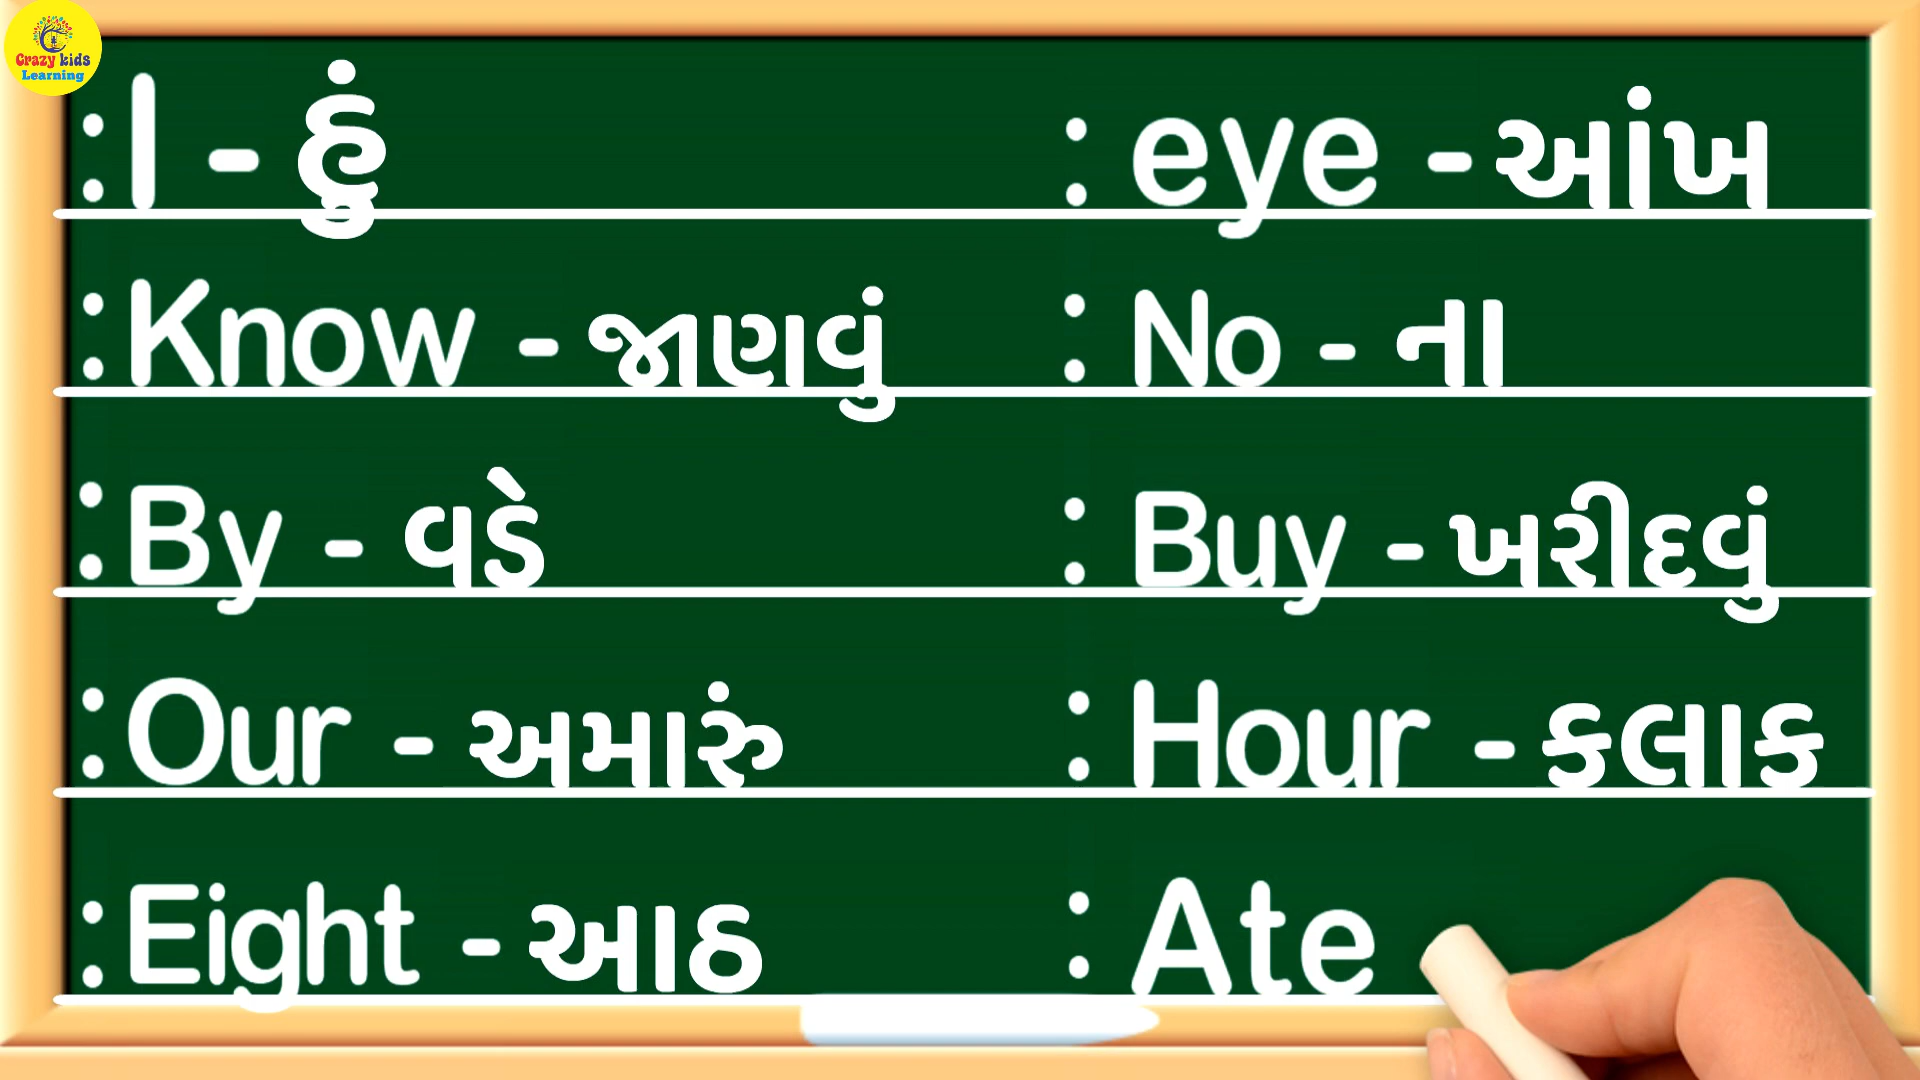 Crazy kids
Learning
: I - હું : eye - આંખ
: Know - જાણવું : No - ના
: By - વડે : Buy - ખરીદવું
: Our - અમારું : Hour - કલાક
: Eight - આઠ : Ate